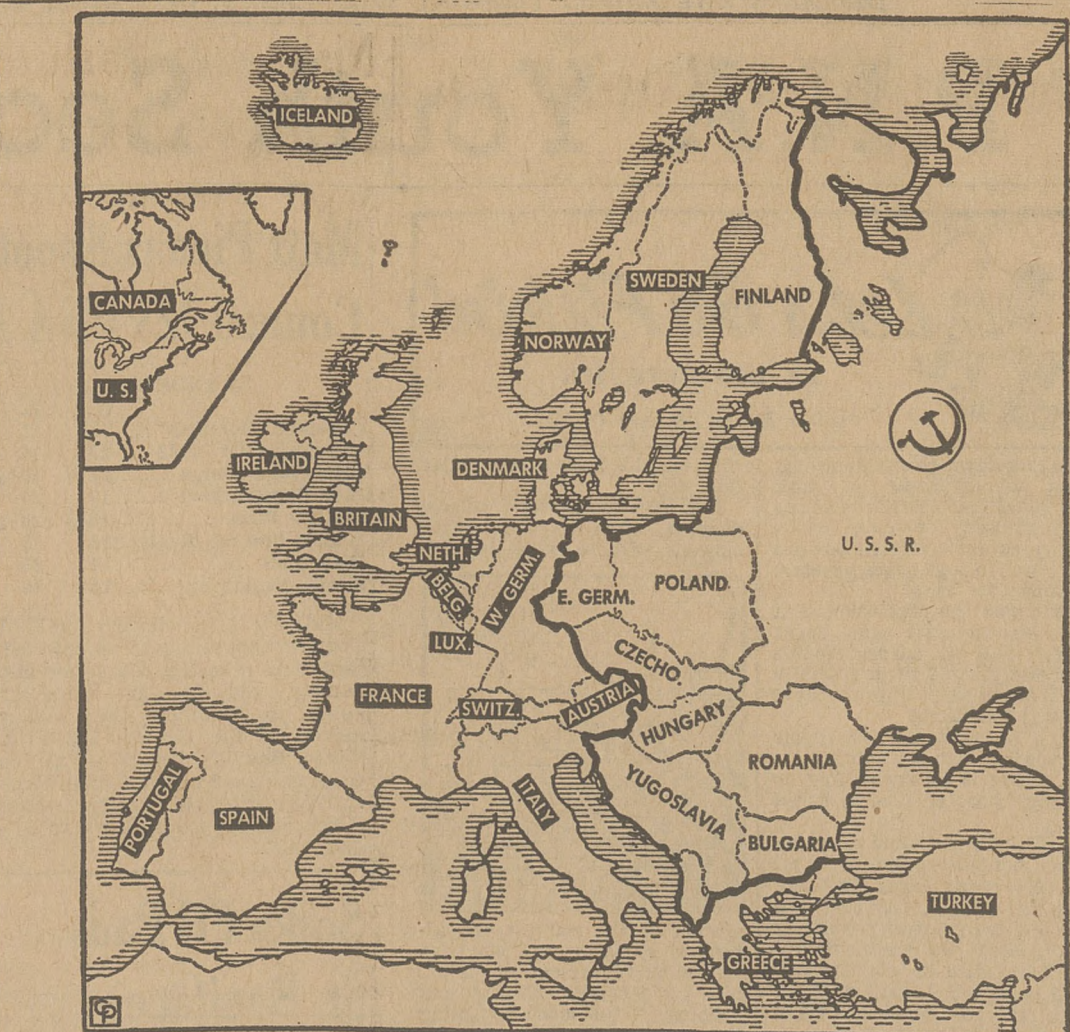 ICELAND
CANADA
U. S.
SWEDEN
FINLAND
NORWAY
IRELAND
DENMARK
BRITAIN
NETH.
BELG.
W. GERM.
E. GERM.
POLAND
U. S. S. R.
LUX.
CZECHO.
FRANCE
SWITZ.
AUSTRIA
HUNGARY
ROMANIA
PORTUGAL
SPAIN
ITALY
YUGOSLAVIA
BULGARIA
TURKEY
GREECE
CP